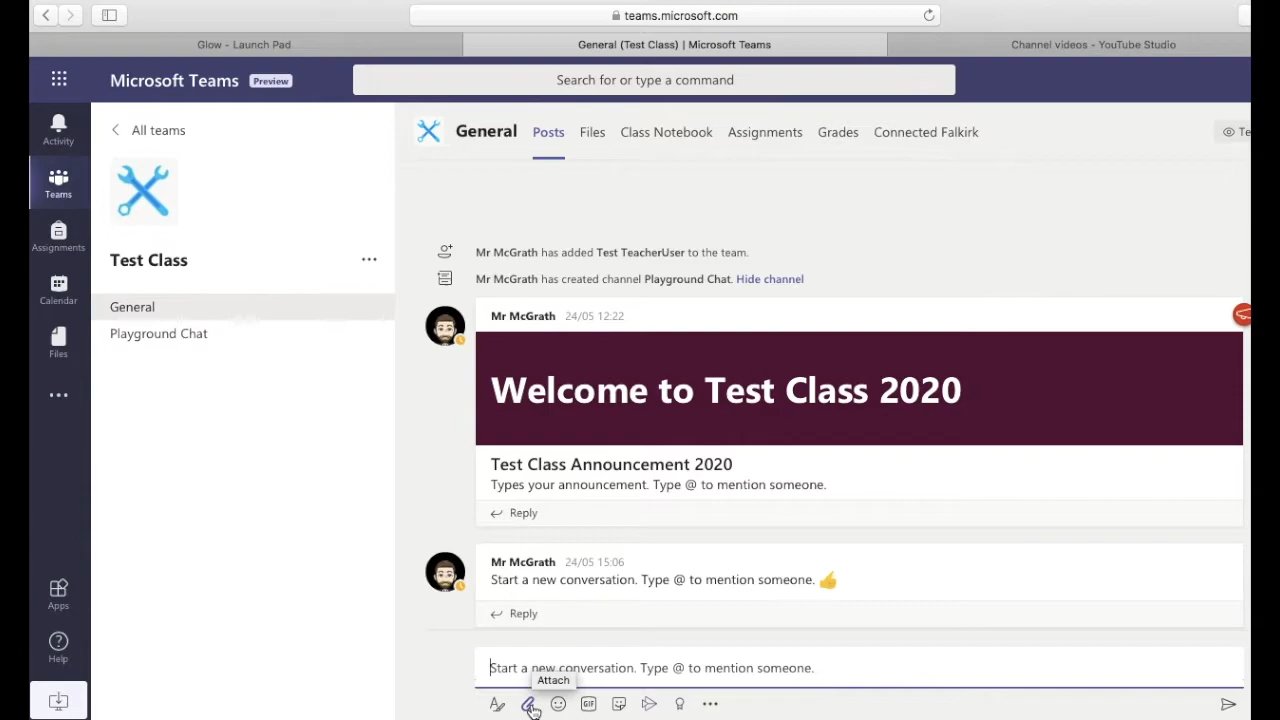 teams.microsoft.com
Glow - Launch Pad
General (Test Class) | Microsoft Teams
Channel videos - YouTube Studio
Microsoft Teams Preview
Search for or type a command
Activity
Teams
Assignments
Calendar
Files
Apps
Help
All teams
Test Class
General
Playground Chat
General Posts Files Class Notebook Assignments Grades Connected Falkirk
Te
Mr McGrath has added Test TeacherUser to the team.
Mr McGrath has created channel Playground Chat. Hide channel
Mr McGrath 24/05 12:22
Welcome to Test Class 2020
Test Class Announcement 2020
Types your announcement. Type @ to mention someone.
Reply
Mr McGrath 24/05 15:06
Start a new conversation. Type @ to mention someone.
Reply
Start a new conversation. Type @ to mention someone.
Attach
GIF